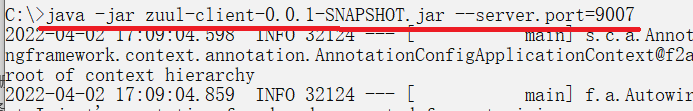 C:\>java -jar zuul-client-0.0.1-SNAPSHOT.jar --server.port=9007
2022-04-02 17:09:04.598  INFO 32124 --- [           main] s.c.a.Annot
ngframework.context.annotation.AnnotationConfigApplicationContext@f2a
root of context hierarchy
2022-04-02 17:09:04.859  INFO 32124 --- [           main] f.a.Autowir